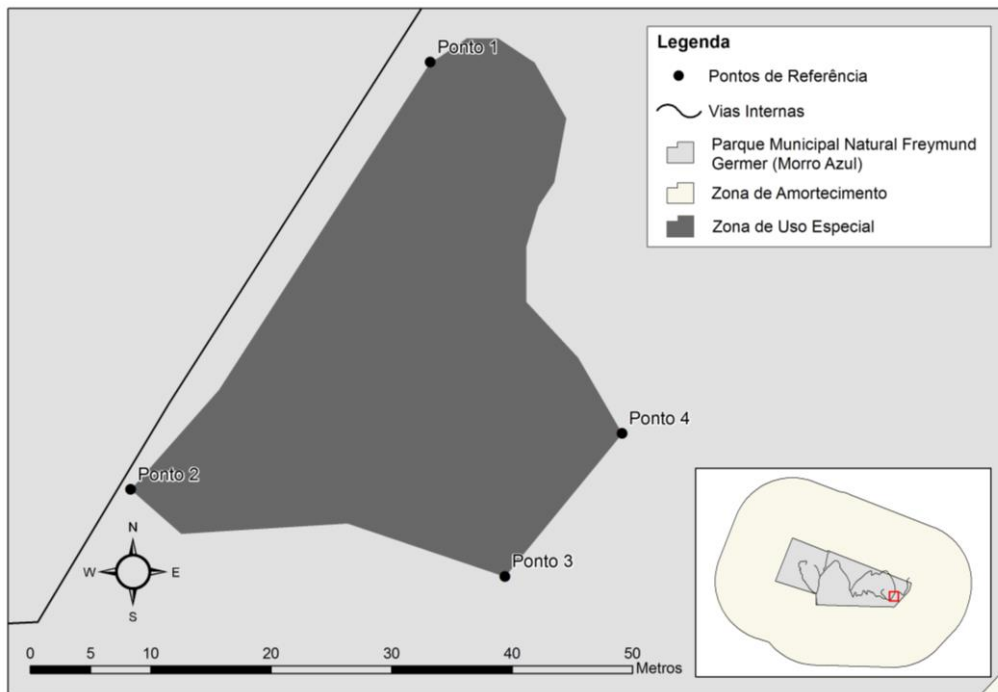 Ponto 1
Legenda
Pontos de Referência
Vias Internas
Parque Municipal Natural Freymund
Germer (Morro Azul)
Zona de Amortecimento
Zona de Uso Especial
Ponto 4
Ponto 2
N
W E
S
Ponto 3
0 5 10 20 30 40 50
Metros